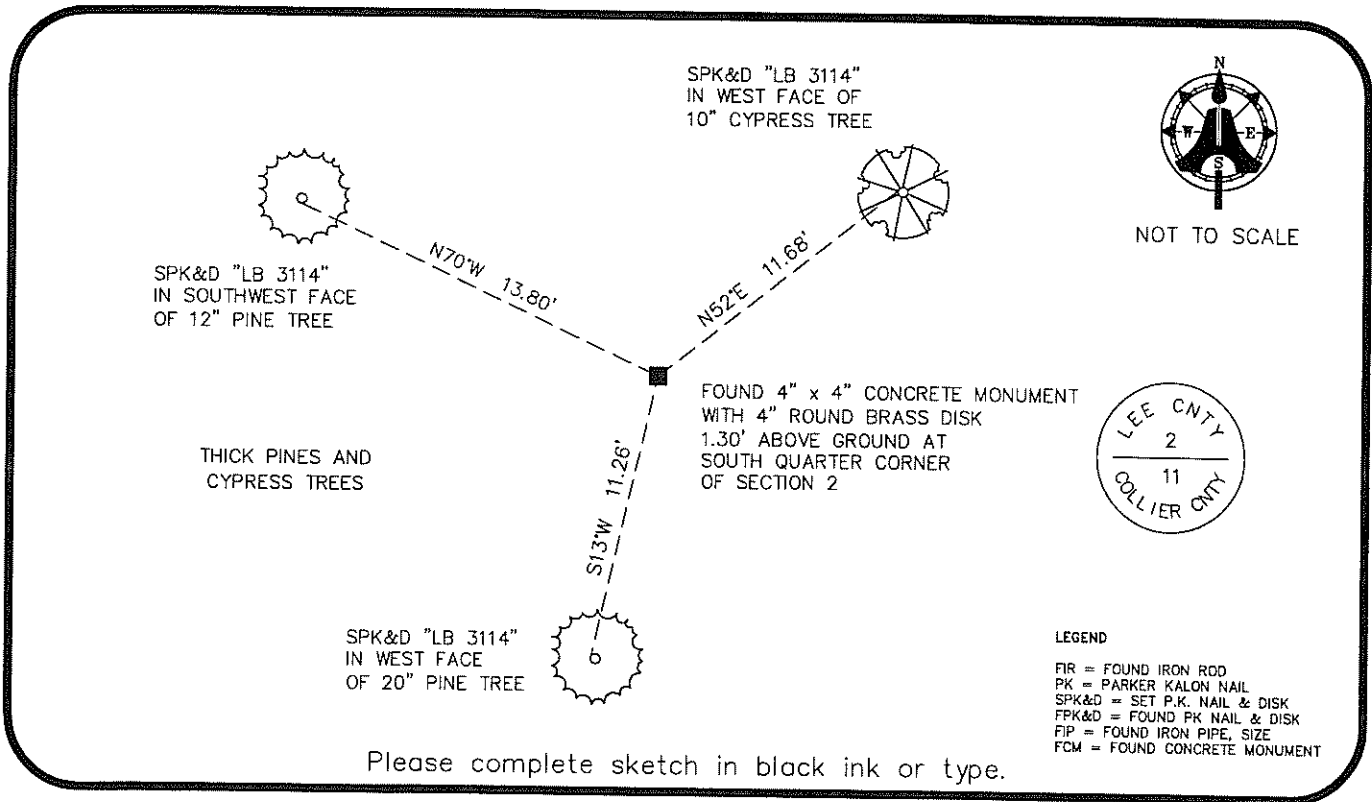 SPK&D "LB 3114"
IN WEST FACE OF
10" CYPRESS TREE
N
W E
S
NOT TO SCALE
SPK&D "LB 3114"
IN SOUTHWEST FACE
OF 12" PINE TREE
N70°W 13.80'
N52°E 11.68'
FOUND 4" x 4" CONCRETE MONUMENT
WITH 4" ROUND BRASS DISK
1.30' ABOVE GROUND AT
SOUTH QUARTER CORNER
OF SECTION 2
LEE CNTY
2
11
COLLIER CNTY
THICK PINES AND
CYPRESS TREES
S13°W 11.26'
SPK&D "LB 3114"
IN WEST FACE
OF 20" PINE TREE
LEGEND
FIR = FOUND IRON ROD
PK = PARKER KALON NAIL
SPK&D = SET P.K. NAIL & DISK
FPK&D = FOUND PK NAIL & DISK
FIP = FOUND IRON PIPE, SIZE
FCM = FOUND CONCRETE MONUMENT
Please complete sketch in black ink or type.